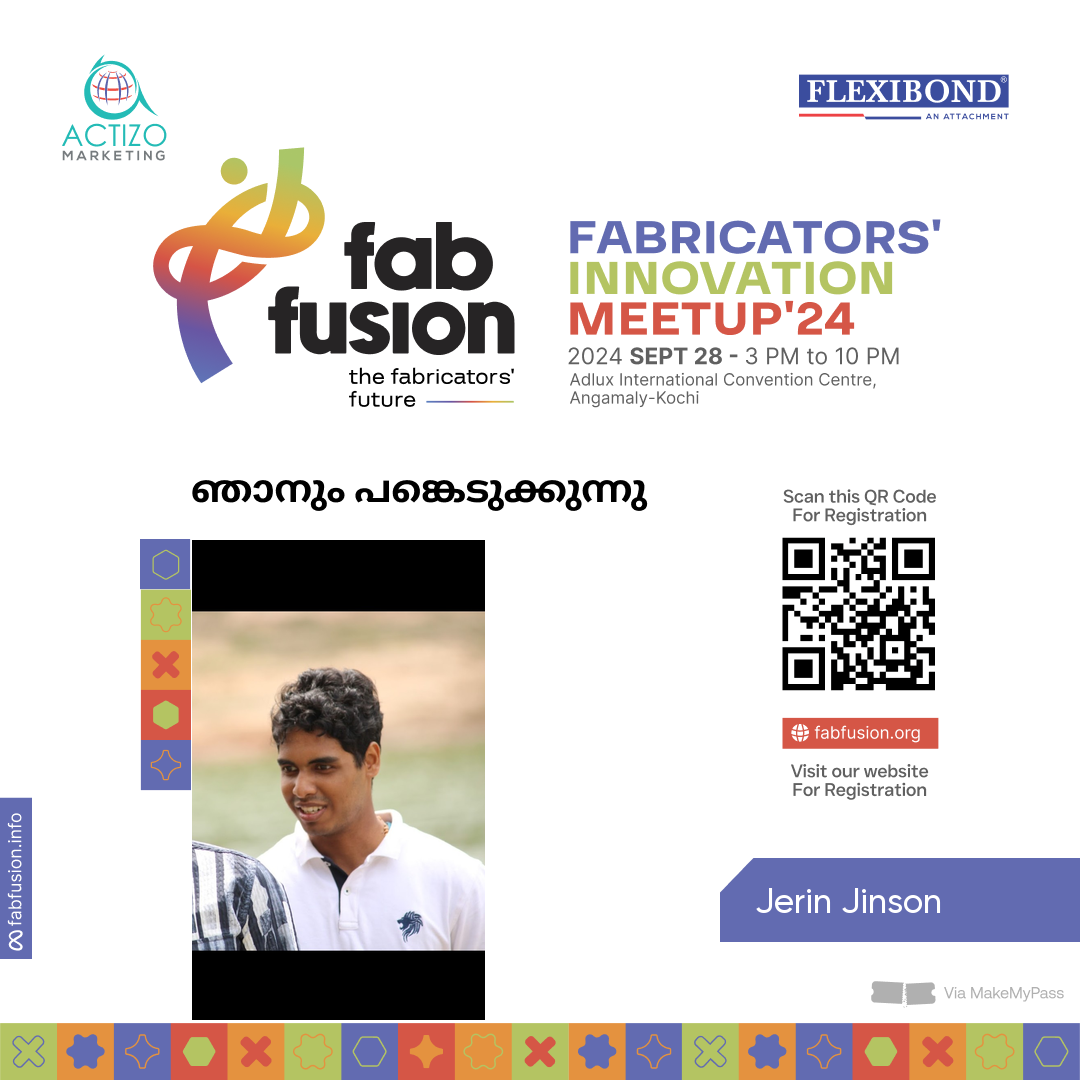 ACTIZO
MARKETING
FLEXIBOND®
AN ATTACHMENT
fab
fusion
the fabricators'
future
FABRICATORS'
INNOVATION
MEETUP'24
2024 SEPT 28 - 3 PM to 10 PM
Adlux International Convention Centre,
Angamaly-Kochi
ഞാനും പങ്കെടുക്കുന്നു
Scan this QR Code
For Registration
fabfusion.org
Visit our website
For Registration
fabfusion.info
Jerin Jinson
Via MakeMyPass